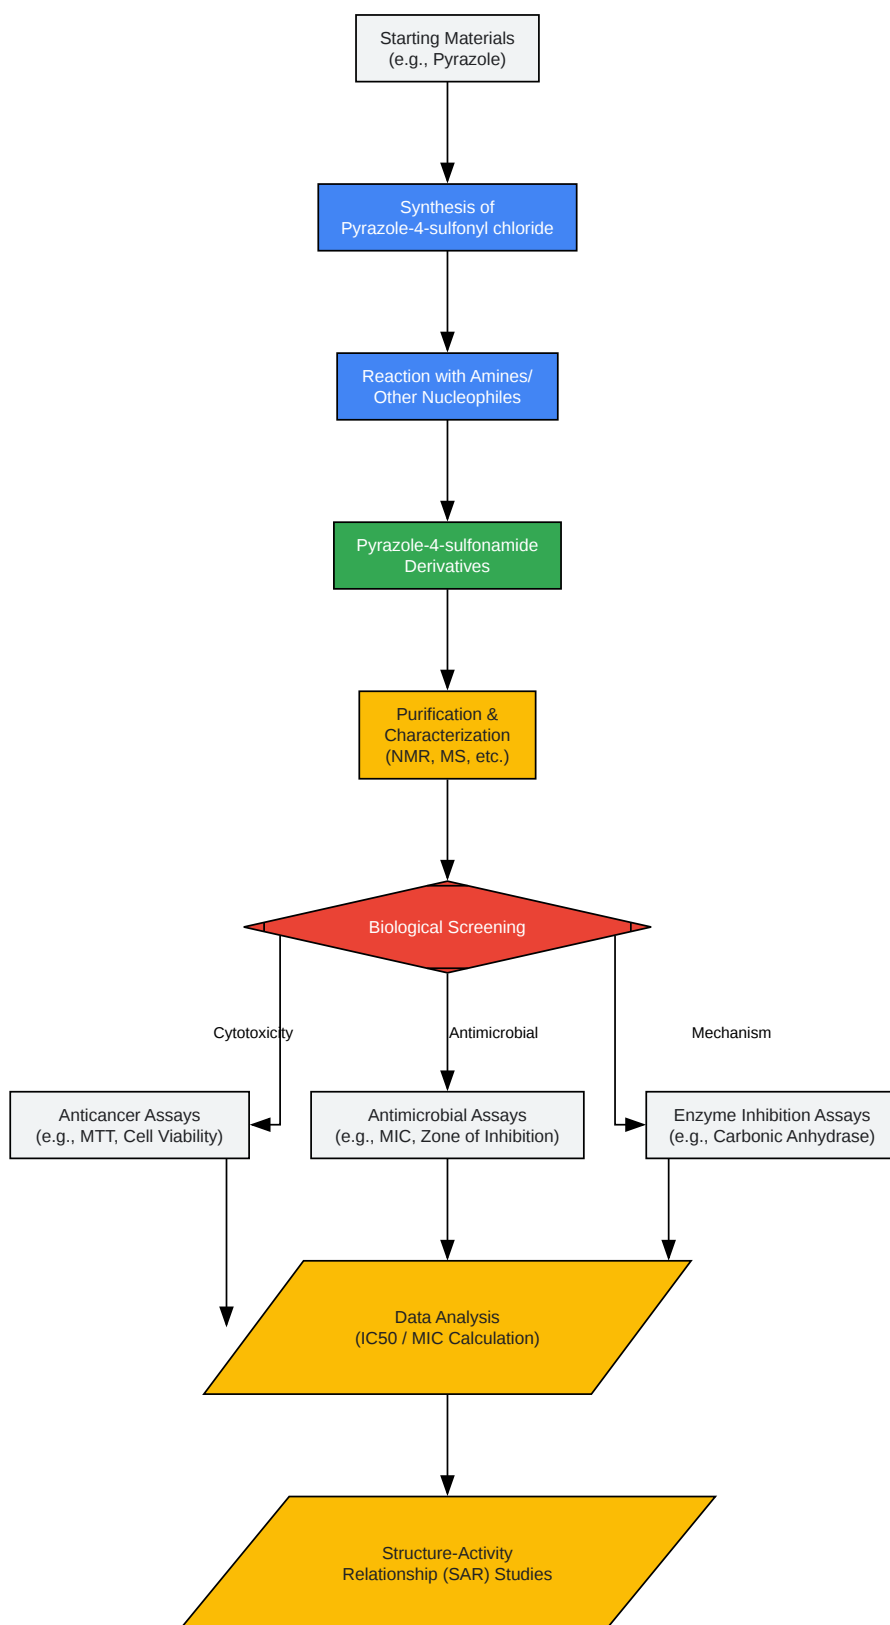 Starting Materials
(e.g., Pyrazole)
Synthesis of
Pyrazole-4-sulfonyl chloride
Reaction with Amines/
Other Nucleophiles
Pyrazole-4-sulfonamide
Derivatives
Purification &
Characterization
(NMR, MS, etc.)
Biological Screening
Cytotoxicity
Antimicrobial
Mechanism
Anticancer Assays
(e.g., MTT, Cell Viability)
Antimicrobial Assays
(e.g., MIC, Zone of Inhibition)
Enzyme Inhibition Assays
(e.g., Carbonic Anhydrase)
Data Analysis
(IC50 / MIC Calculation)
Structure-Activity
Relationship (SAR) Studies